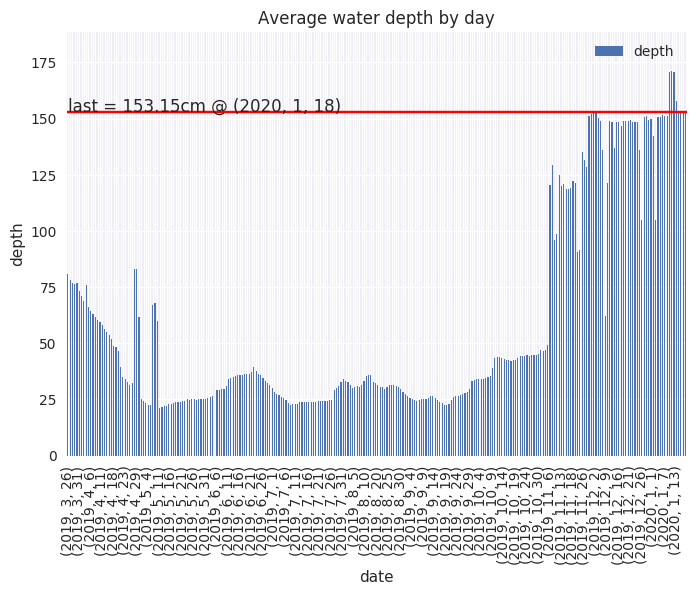 Average water depth by day
depth
last = 153.15cm @ (2020, 1, 18)
175
150
125
100
75
50
25
0
depth
(2019, 3, 26)
(2019, 3, 31)
(2019, 4, 6)
(2019, 4, 11)
(2019, 4, 18)
(2019, 4, 23)
(2019, 4, 29)
(2019, 5, 4)
(2019, 5, 11)
(2019, 5, 16)
(2019, 5, 21)
(2019, 5, 26)
(2019, 5, 31)
(2019, 6, 6)
(2019, 6, 11)
(2019, 6, 16)
(2019, 6, 21)
(2019, 6, 26)
(2019, 7, 1)
(2019, 7, 6)
(2019, 7, 11)
(2019, 7, 16)
(2019, 7, 21)
(2019, 7, 26)
(2019, 7, 31)
(2019, 8, 5)
(2019, 8, 10)
(2019, 8, 20)
(2019, 8, 25)
(2019, 8, 30)
(2019, 9, 4)
(2019, 9, 9)
(2019, 9, 14)
(2019, 9, 19)
(2019, 9, 24)
(2019, 9, 29)
(2019, 10, 4)
(2019, 10, 9)
(2019, 10, 14)
(2019, 10, 19)
(2019, 10, 24)
(2019, 10, 30)
(2019, 11, 6)
(2019, 11, 13)
(2019, 11, 18)
(2019, 11, 26)
(2019, 12, 2)
(2019, 12, 9)
(2019, 12, 16)
(2019, 12, 21)
(2019, 12, 26)
(2020, 1, 1)
(2020, 1, 7)
(2020, 1, 13)
date